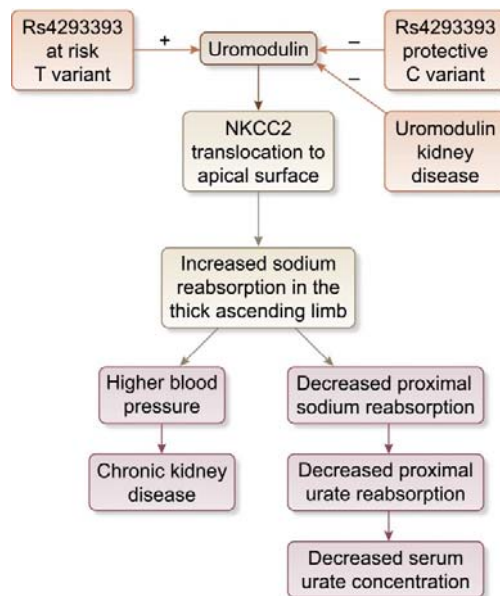 Rs4293393
at risk
T variant
+
Uromodulin
–
Rs4293393
protective
C variant
–
Uromodulin
kidney
disease
NKCC2
translocation to
apical surface
Increased sodium
reabsorption in the
thick ascending limb
Higher blood
pressure
Chronic kidney
disease
Decreased proximal
sodium reabsorption
Decreased proximal
urate reabsorption
Decreased serum
urate concentration